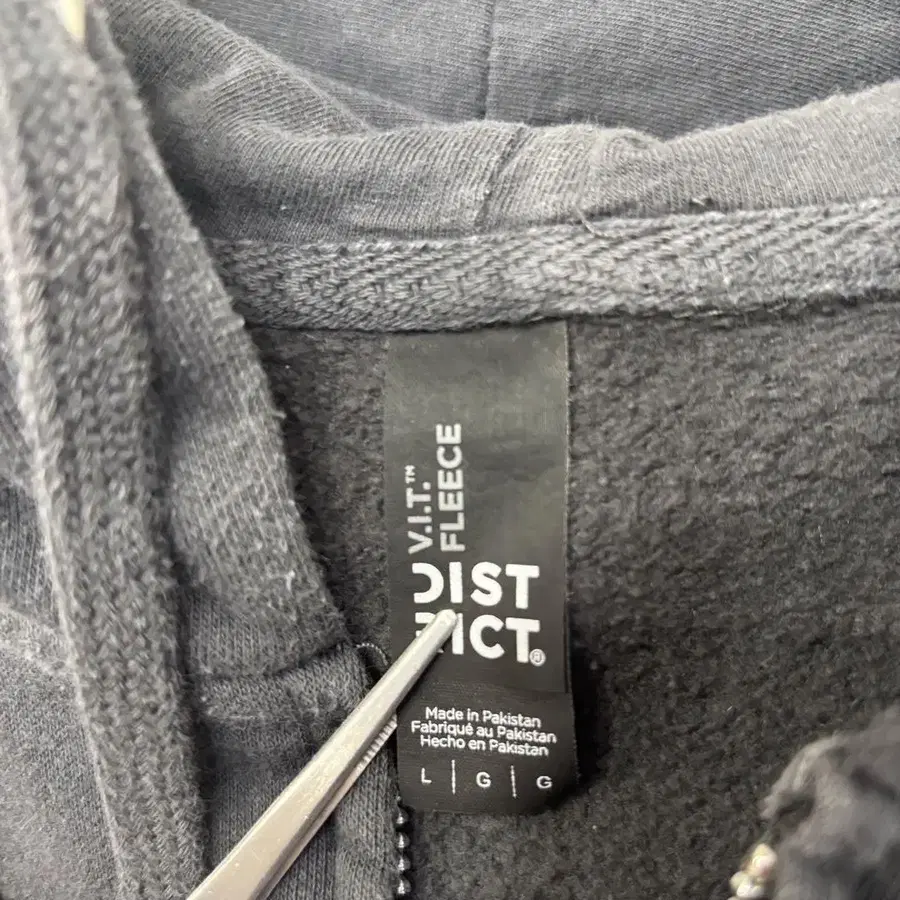 V.I.T.™
FLEECE
DIST
RICT®
Made in Pakistan
Fabriqué au Pakistan
Hecho en Pakistan
L | G | G